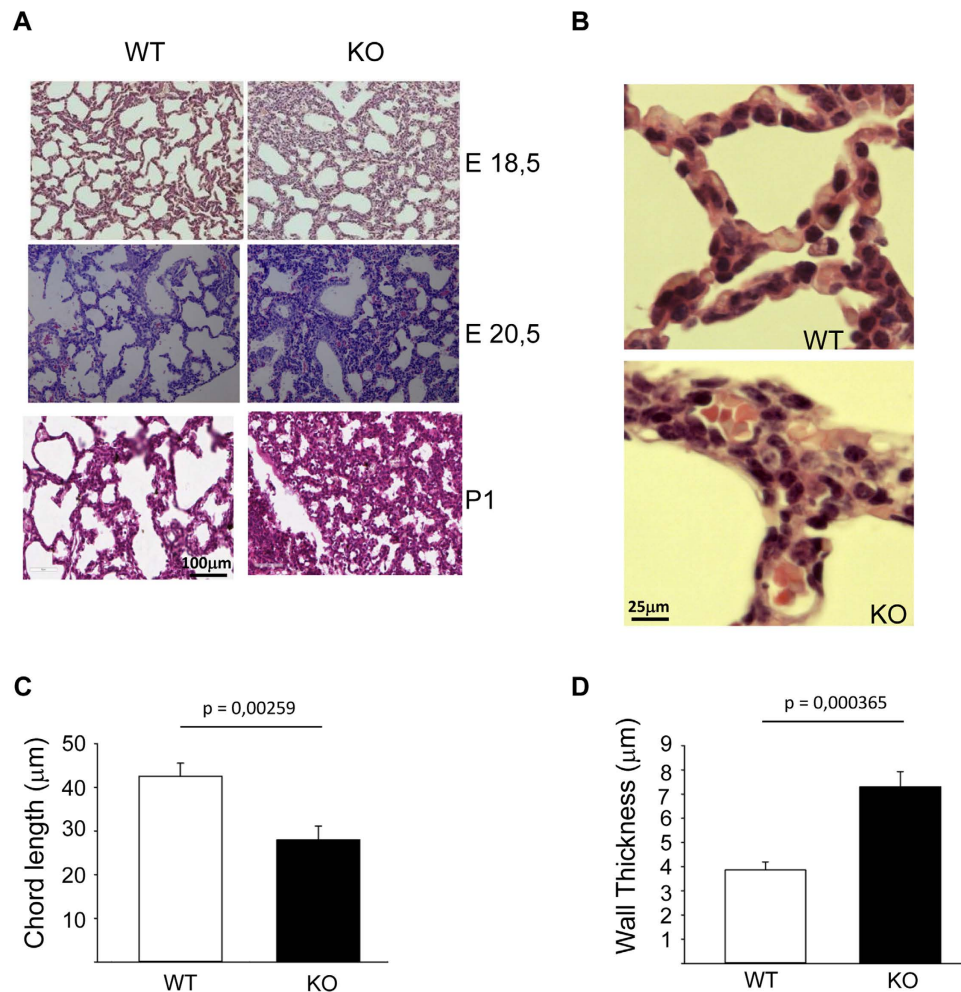 A
WT
KO
E 18,5
E 20,5
P1
100μm
B
WT
KO
25μm
C
p = 0,00259
Chord length (μm)
50
40
30
20
10
WT
KO
D
p = 0,000365
Wall Thickness (μm)
9
8
7
6
5
4
3
2
1
WT
KO